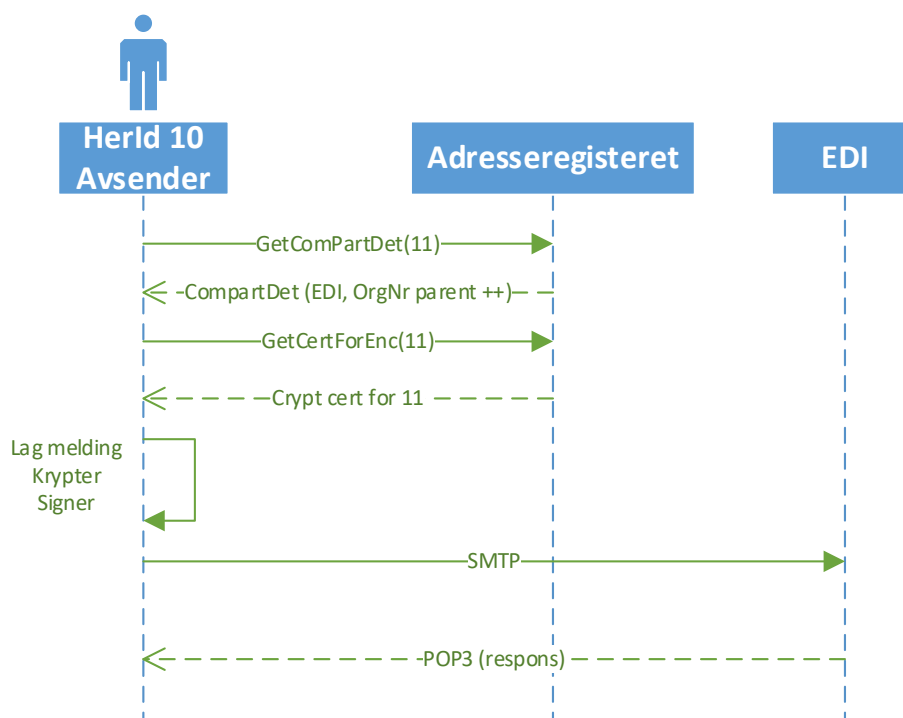 HerId 10
Avsender
Adresseregisteret
EDI
GetComPartDet(11)
CompartDet (EDI, OrgNr parent ++)
GetCertForEnc(11)
Crypt cert for 11
Lag melding
Krypter
Signer
SMTP
POP3 (respons)